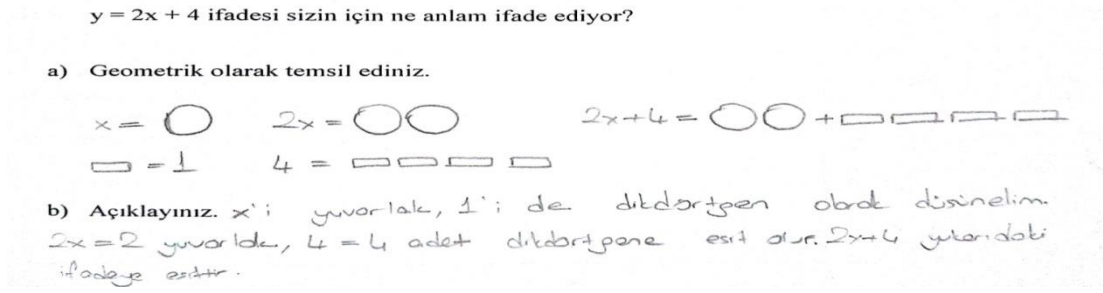 y = 2x + 4 ifadesi sizin için ne anlam ifade ediyor?
a) Geometrik olarak temsil ediniz.
x = 2x = 2x+4 = +
= 1 4 =
b) Açıklayınız. x'i yuvarlak, 1'i de dikdörtgen olarak düşünelim.
2x = 2 yuvarlak, 4 = 4 adet dikdörtgene eşit olur. 2x+4 yukarıdaki
ifadeye eşittir.